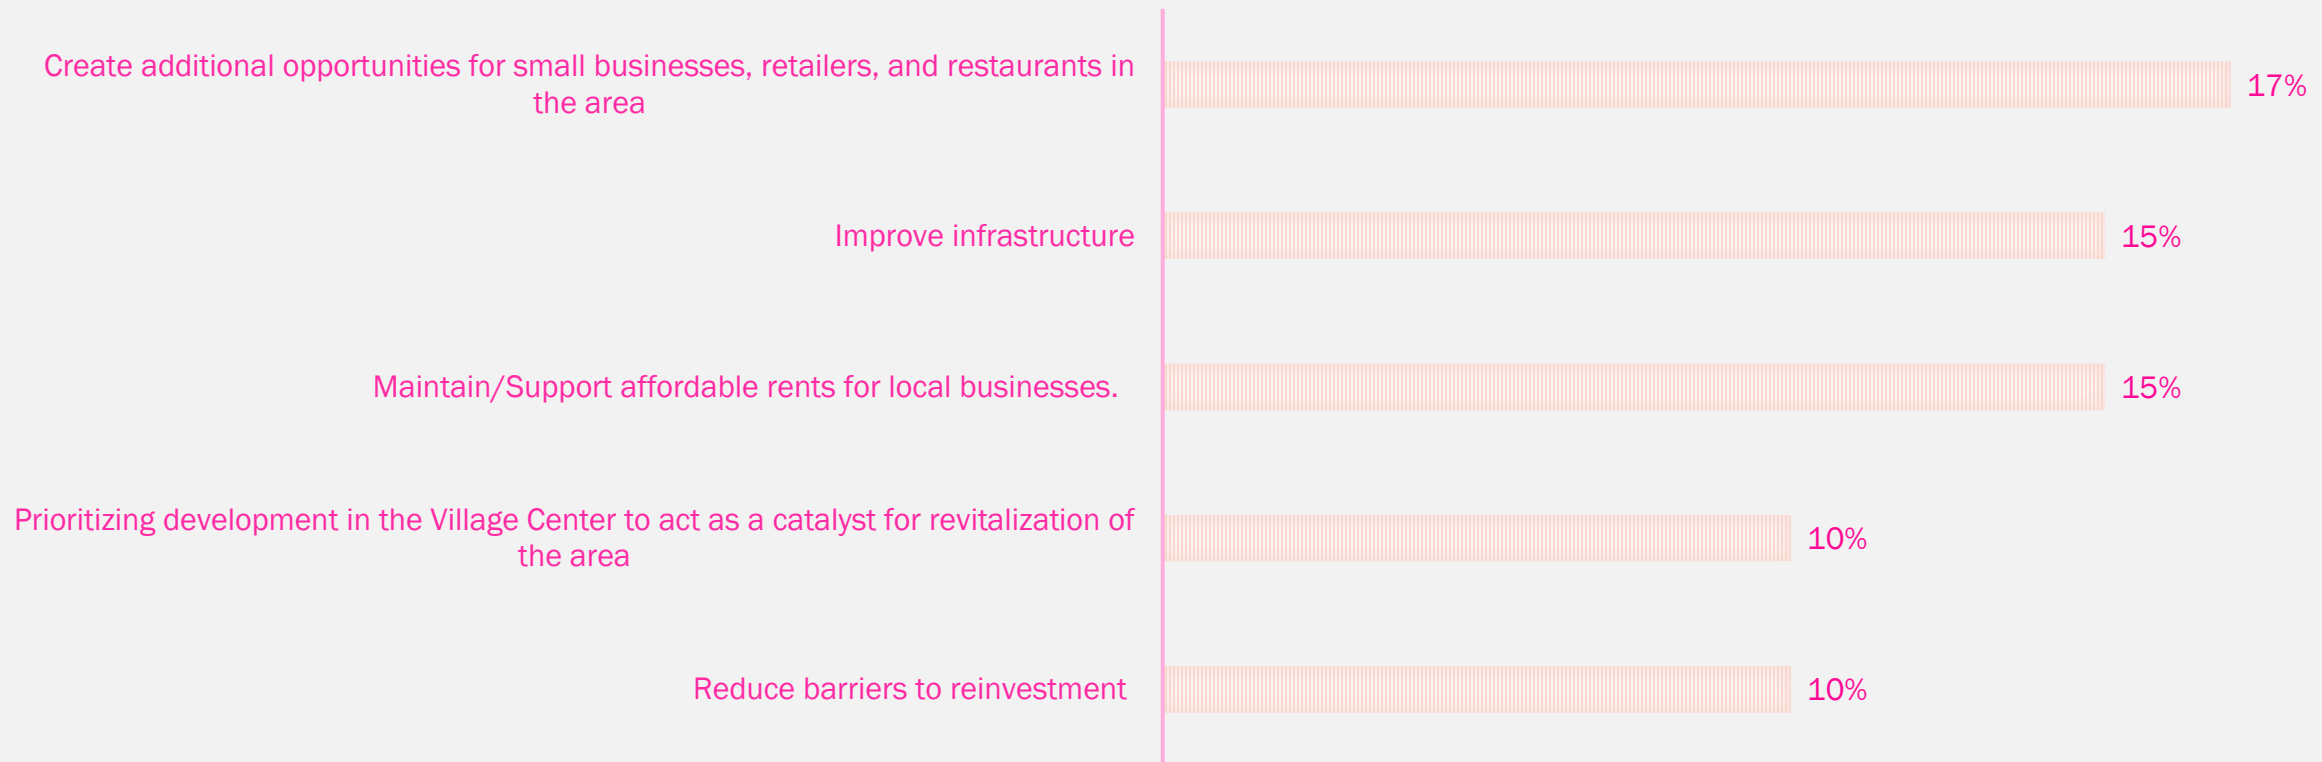 Create additional opportunities for small businesses, retailers, and restaurants in
the area
17%
Improve infrastructure
15%
Maintain/Support affordable rents for local businesses.
15%
Prioritizing development in the Village Center to act as a catalyst for revitalization of
the area
10%
Reduce barriers to reinvestment
10%